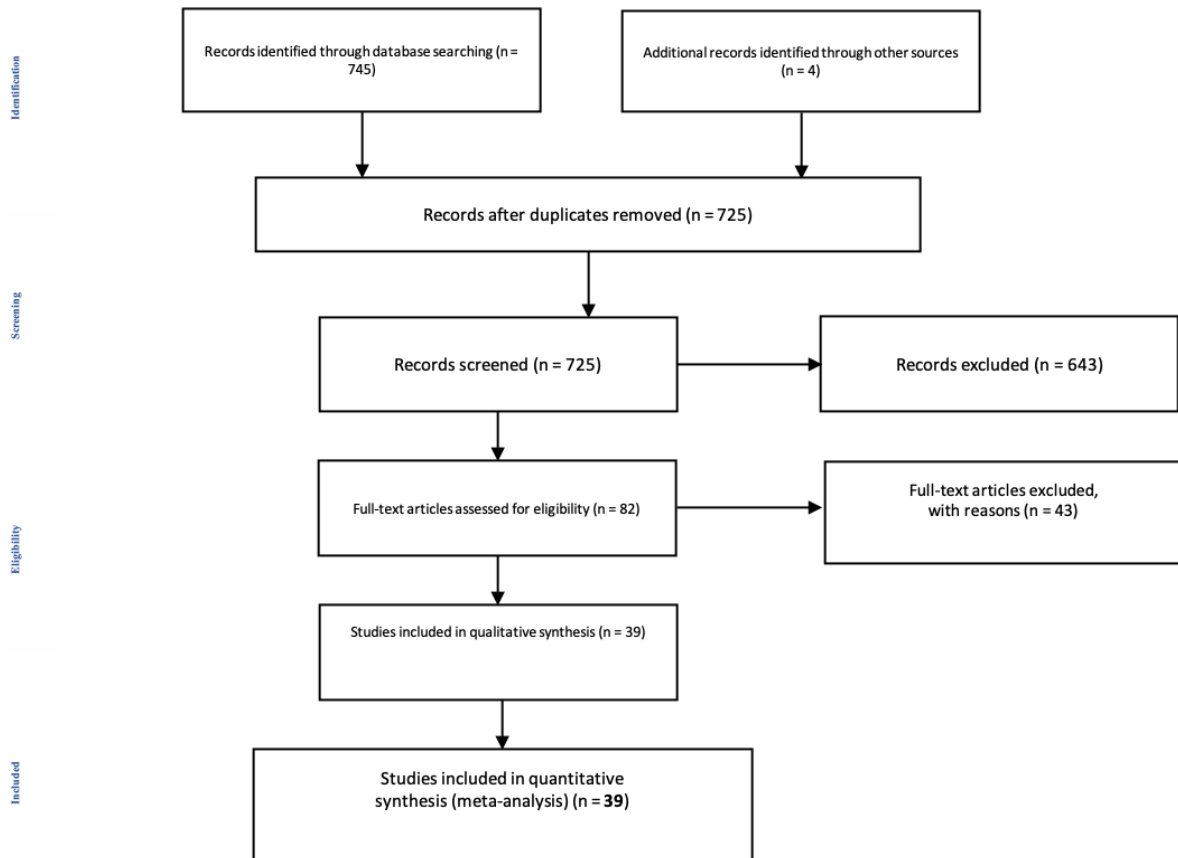 Identification
Records identified through database searching (n =
745)
Additional records identified through other sources
(n = 4)
Records after duplicates removed (n = 725)
Screening
Records screened (n = 725)
Records excluded (n = 643)
Eligibility
Full-text articles assessed for eligibility (n = 82)
Full-text articles excluded,
with reasons (n = 43)
Studies included in qualitative synthesis (n = 39)
Included
Studies included in quantitative
synthesis (meta-analysis) (n = 39)